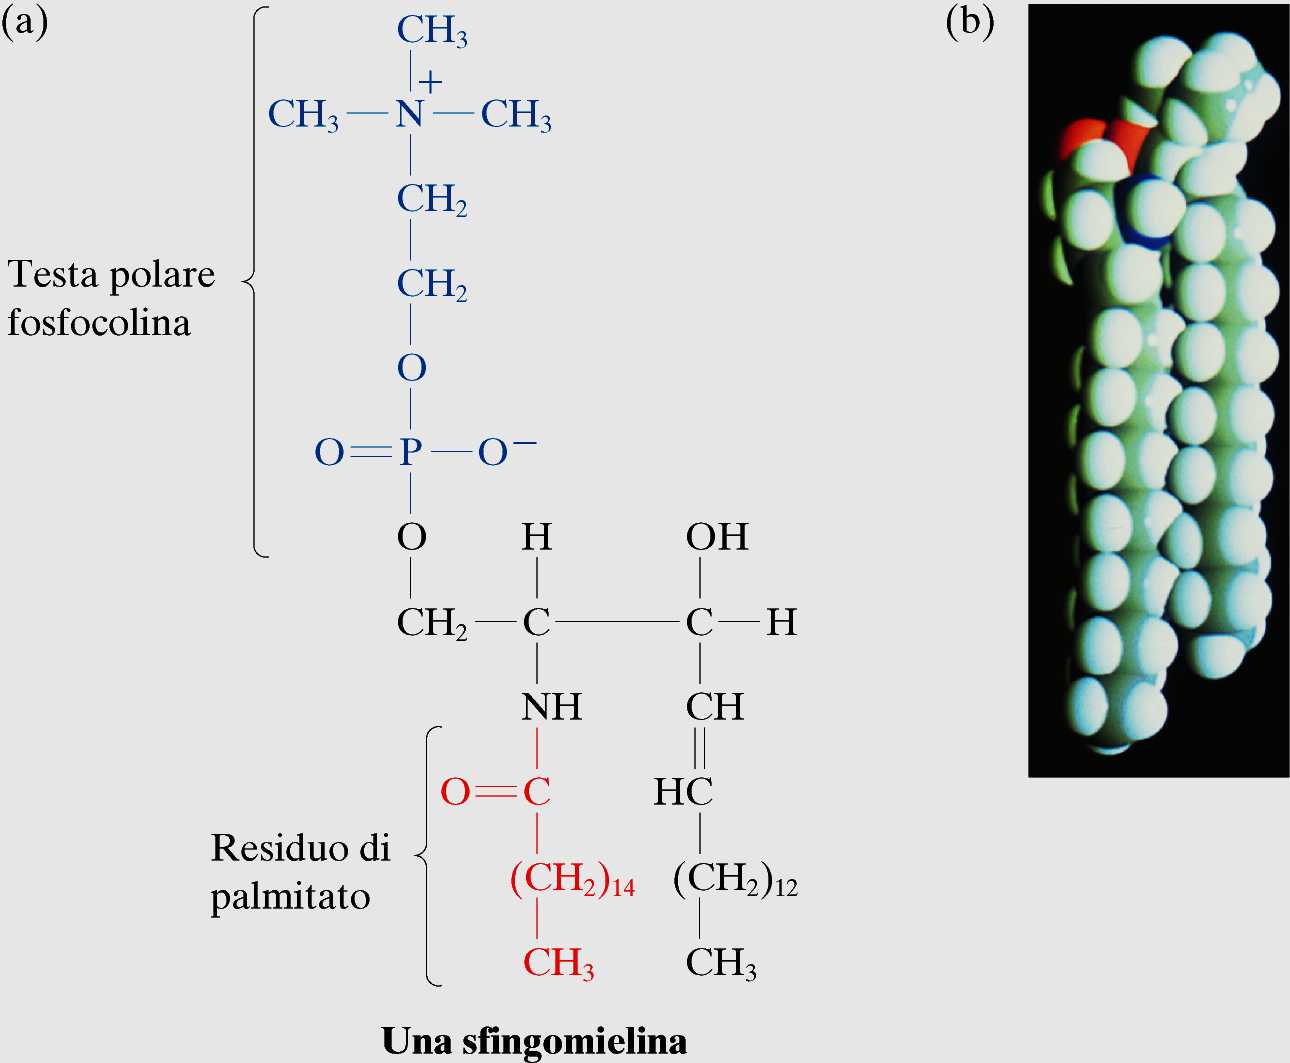 (a)
(b)
CH3
+
CH3 N CH3
CH2
Testa polare
fosfocolina
CH2
O
O P O−
O H OH
CH2 C C H
NH CH
O C HC
Residuo di
palmitato
(CH2)14 (CH2)12
CH3 CH3
Una sfingomielina